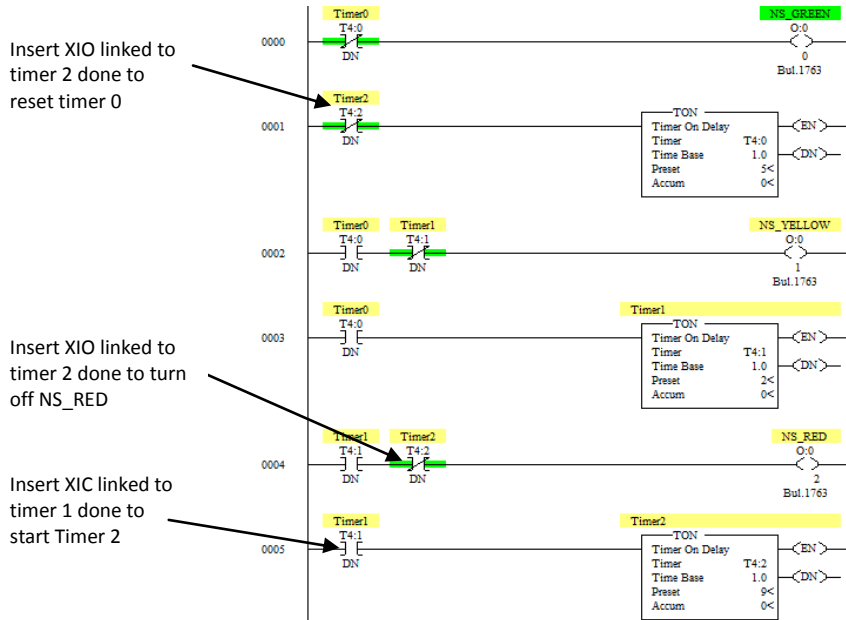 Timer0
T4:0
DN
0000
NS_GREEN
O:0
0
Bul.1763
Insert XIO linked to
timer 2 done to
reset timer 0
Timer2
T4:2
DN
0001
TON
Timer On Delay
Timer T4:0
Time Base 1.0
Preset 5<
Accum 0<
EN
DN
Timer0 Timer1
T4:0 T4:1
DN DN
0002
NS_YELLOW
O:0
1
Bul.1763
Timer0
T4:0
DN
0003
Timer1
TON
Timer On Delay
Timer T4:1
Time Base 1.0
Preset 2<
Accum 0<
EN
DN
Insert XIO linked to
timer 2 done to turn
off NS_RED
Timer1 Timer2
T4:1 T4:2
DN DN
0004
NS_RED
O:0
2
Bul.1763
Insert XIC linked to
timer 1 done to
start Timer 2
Timer1
T4:1
DN
0005
Timer2
TON
Timer On Delay
Timer T4:2
Time Base 1.0
Preset 9<
Accum 0<
EN
DN